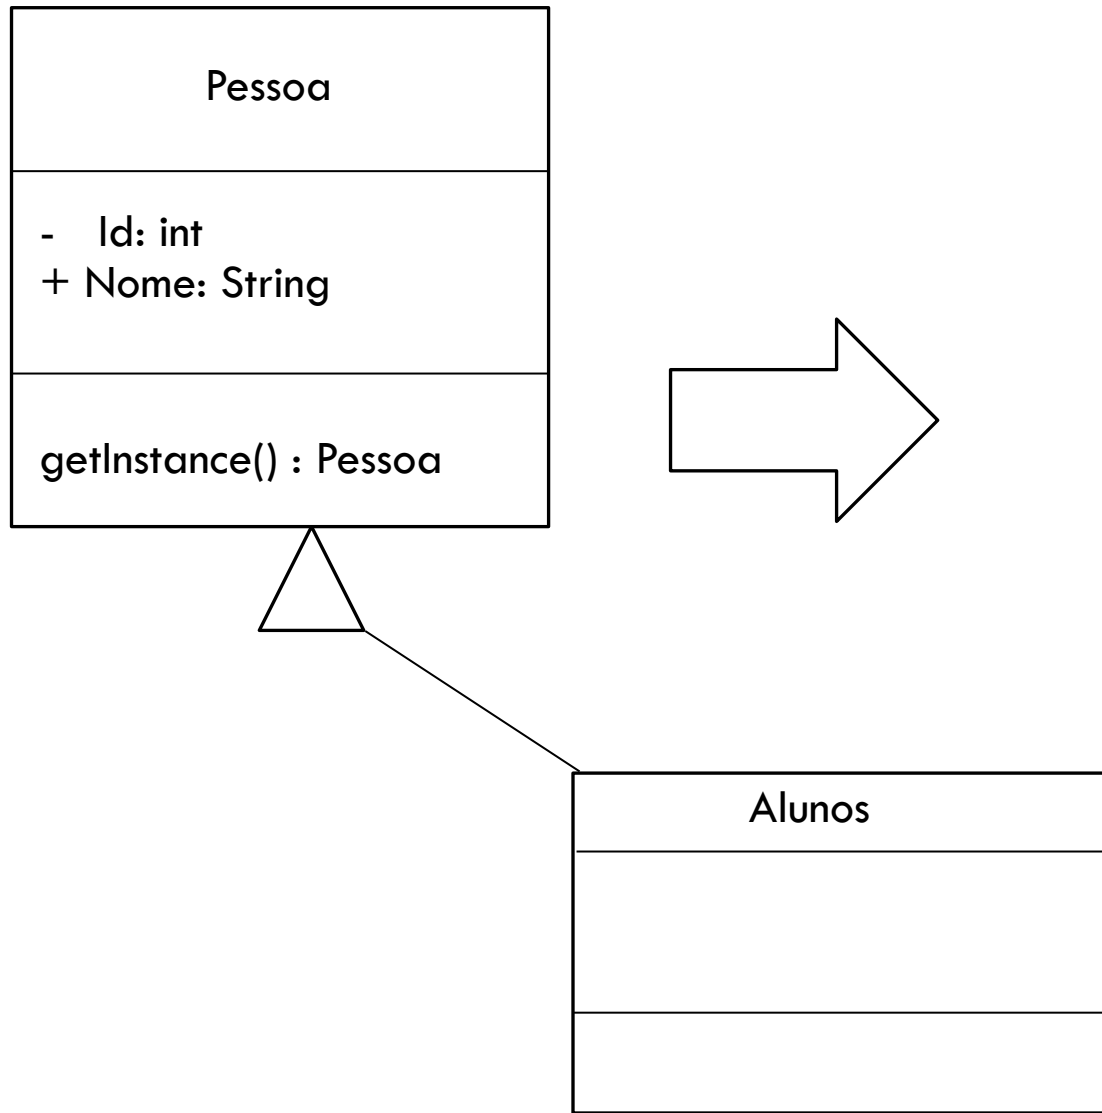 Pessoa
- Id: int
+ Nome: String
getInstance() : Pessoa
Alunos